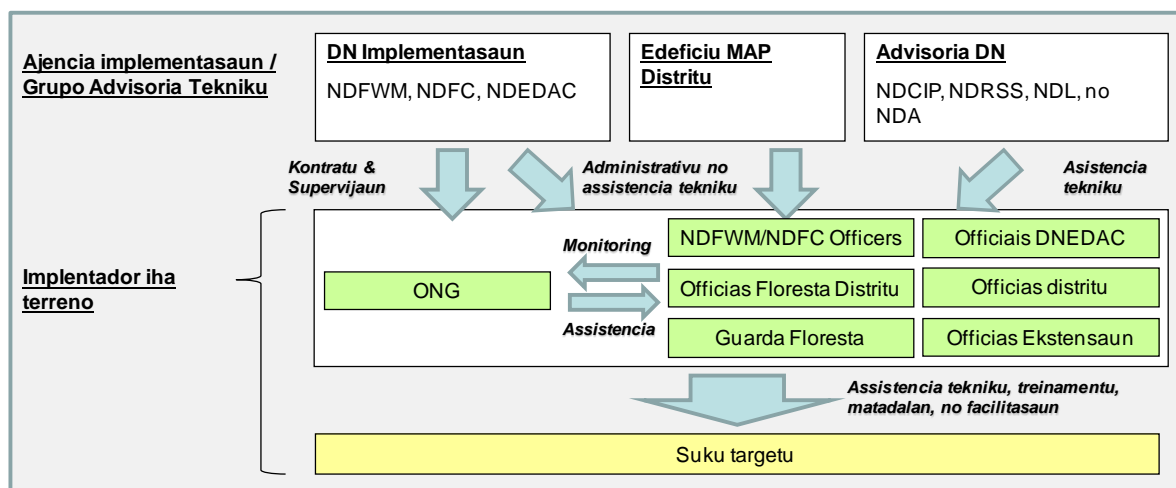 Ajencia implementasaun /
Grupo Advisoria Tekniku
DN Implementasaun
NDFWM, NDFC, NDEDAC
Edeficiu MAP
Distritu
Advisoria DN
NDCIP, NDRSS, NDL, no
NDA
Kontratu &
Supervijaun
Administrativu no
assistencia tekniku
Asistencia
tekniku
Implentador iha
terreno
ONG
Monitoring
Assistencia
NDFWM/NDFC Officers
Officias Floresta Distritu
Guarda Floresta
Officiais DNEDAC
Officias distritu
Officias Ekstensaun
Assistencia tekniku, treinamentu,
matadalan, no facilitasaun
Suku targetu